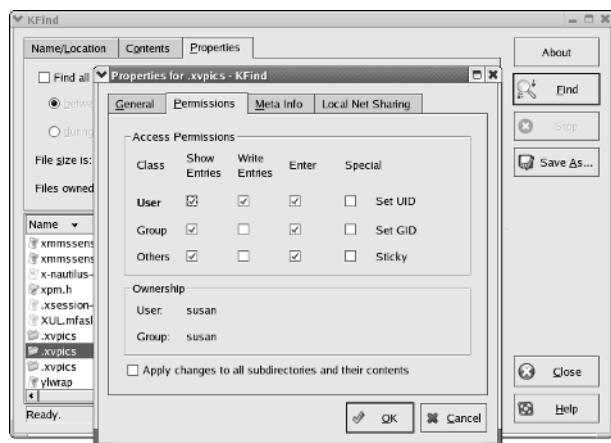 KFind
Name/Location Contents Properties
Find all
during
File size is:
Files owned
Name
xmmssens
xmmssens
x-nautilus-
xpm.h
.xsession-
XUL.mfasl
.xvpics
.xvpics
.xvpics
ylwrap
Ready.
Properties for .xvpics - KFind
General Permissions Meta Info Local Net Sharing
Access Permissions
Class Show Entries Write Entries Enter Special
User Set UID
Group Set GID
Others Sticky
Ownership
User: susan
Group: susan
Apply changes to all subdirectories and their contents
OK Cancel
About
Find
Stop
Save As...
Close
Help